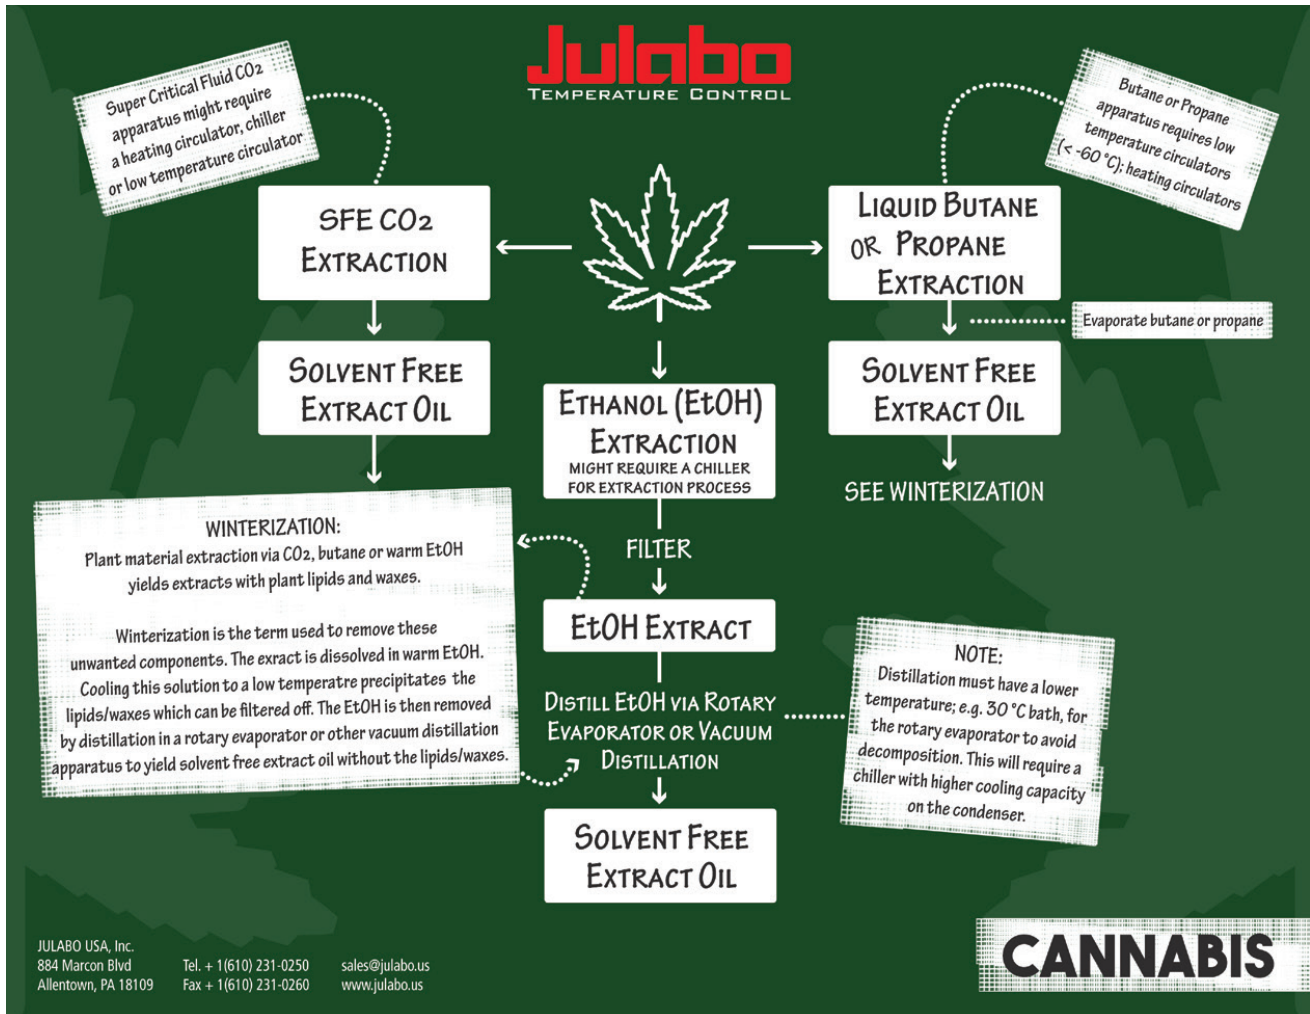 Julabo
TEMPERATURE CONTROL
Super Critical Fluid CO2
apparatus might require
a heating circulator, chiller
or low temperature circulator
Butane or Propane
apparatus requires low
temperature circulators
(< -60 °C); heating circulators
SFE CO2
EXTRACTION
LIQUID BUTANE
OR PROPANE
EXTRACTION
Evaporate butane or propane
SOLVENT FREE
EXTRACT OIL
ETHANOL (EtOH)
EXTRACTION
MIGHT REQUIRE A CHILLER
FOR EXTRACTION PROCESS
SOLVENT FREE
EXTRACT OIL
SEE WINTERIZATION
WINTERIZATION:
Plant material extraction via CO2, butane or warm EtOH
yields extracts with plant lipids and waxes.
Winterization is the term used to remove these
unwanted components. The exract is dissolved in warm EtOH.
Cooling this solution to a low temperatre precipitates the
lipids/waxes which can be filtered off. The EtOH is then removed
by distillation in a rotary evaporator or other vacuum distillation
apparatus to yield solvent free extract oil without the lipids/waxes.
FILTER
EtOH EXTRACT
DISTILL EtOH VIA ROTARY
EVAPORATOR OR VACUUM
DISTILLATION
NOTE:
Distillation must have a lower
temperature; e.g. 30 °C bath, for
the rotary evaporator to avoid
decomposition. This will require a
chiller with higher cooling capacity
on the condenser.
SOLVENT FREE
EXTRACT OIL
JULABO USA, Inc.
884 Marcon Blvd
Allentown, PA 18109
Tel. + 1(610) 231-0250
Fax + 1(610) 231-0260
sales@julabo.us
www.julabo.us
CANNABIS